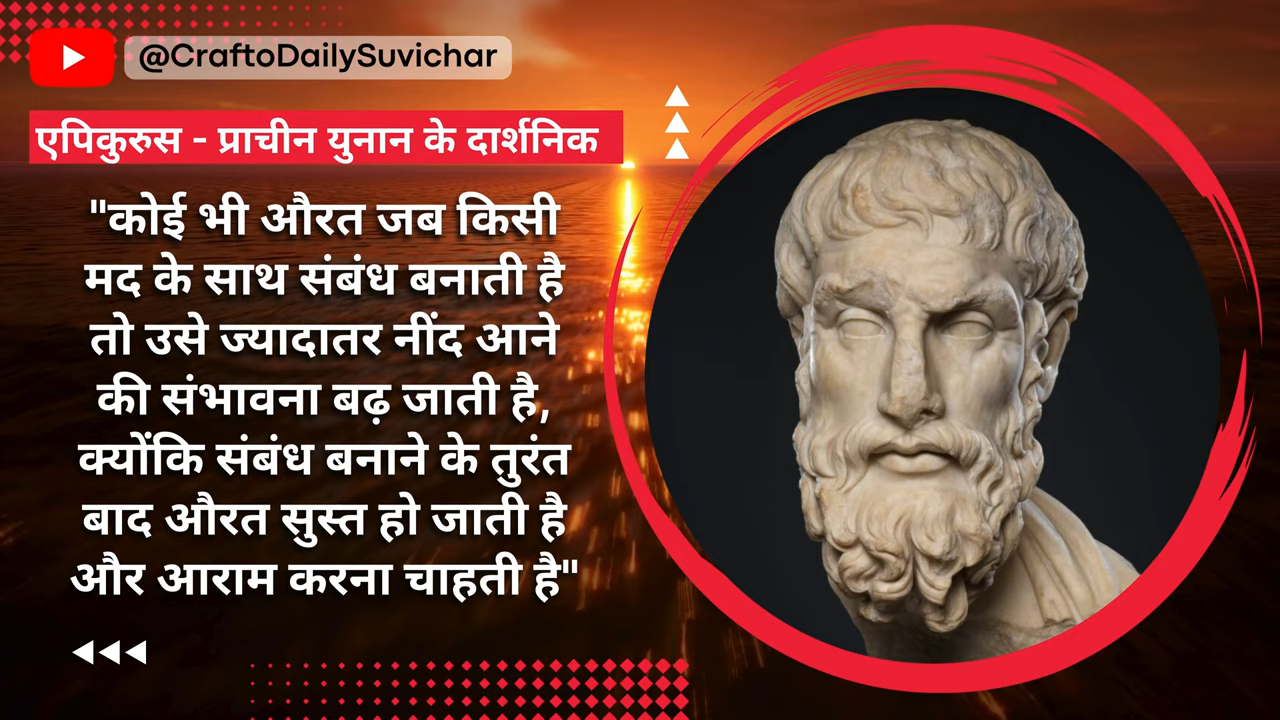 @CraftoDailySuvichar
एपिकुरुस - प्राचीन युनान के दार्शनिक
"कोई भी औरत जब किसी
मद के साथ संबंध बनाती है
तो उसे ज्यादातर नींद आने
की संभावना बढ़ जाती है,
क्योंकि संबंध बनाने के तुरंत
बाद औरत सुस्त हो जाती है
और आराम करना चाहती है"